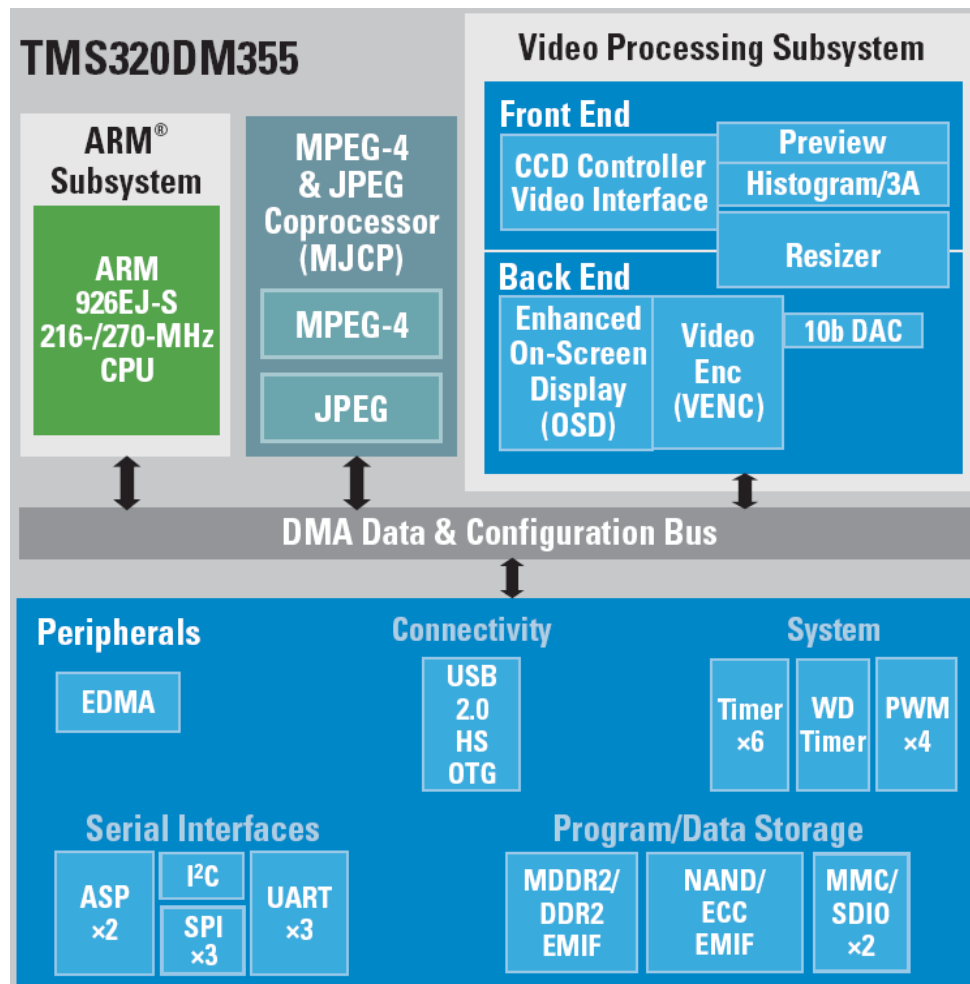 TMS320DM355
ARM®
Subsystem
ARM
926EJ-S
216-/270-MHz
CPU
MPEG-4
& JPEG
Coprocessor
(MJCP)
MPEG-4
JPEG
Video Processing Subsystem
Front End
CCD Controller
Video Interface
Preview
Histogram/3A
Resizer
Back End
Enhanced
On-Screen
Display
(OSD)
Video
Enc
(VENC)
10b DAC
DMA Data & Configuration Bus
Peripherals
EDMA
Connectivity
USB
2.0
HS
OTG
System
Timer
×6
WD
Timer
PWM
×4
Serial Interfaces
ASP
×2
I²C
SPI
×3
UART
×3
Program/Data Storage
MDDR2/
DDR2
EMIF
NAND/
ECC
EMIF
MMC/
SDIO
×2